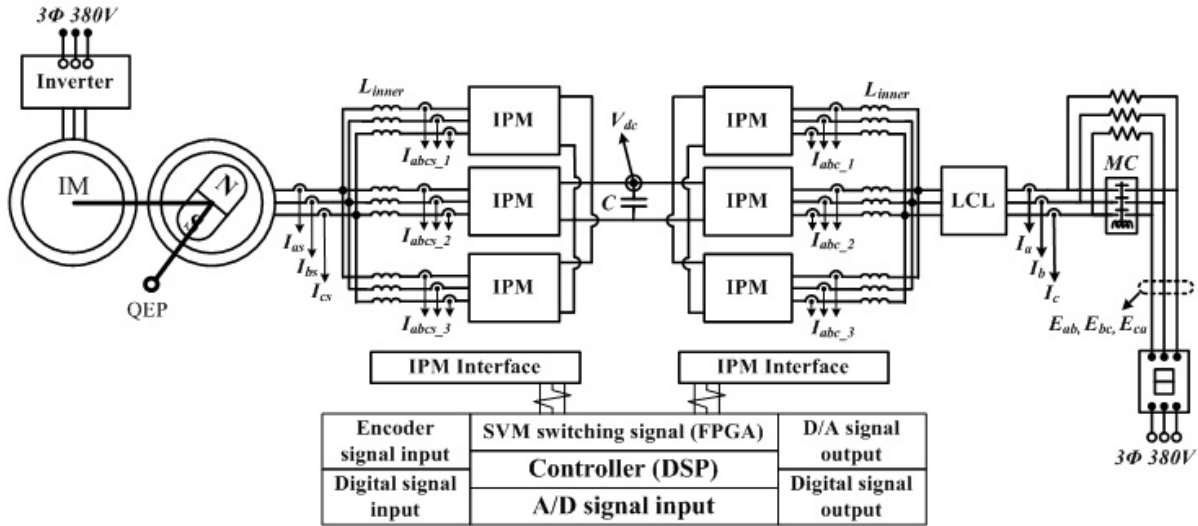 3Φ 380V
Inverter
IM
N
S
QEP
I_as
I_bs
I_cs
L_inner
I_abcs_1
I_abcs_2
I_abcs_3
IPM
IPM
IPM
V_dc
C
IPM
IPM
IPM
L_inner
I_abc_1
I_abc_2
I_abc_3
LCL
I_a
I_b
I_c
MC
E_ab, E_bc, E_ca
3Φ 380V
IPM Interface
IPM Interface
Encoder
signal input
SVM switching signal (FPGA)
D/A signal
output
Controller (DSP)
Digital signal
input
A/D signal input
Digital signal
output